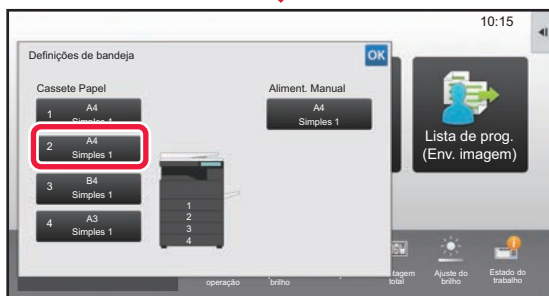 10:15
Definições de bandeja
OK
Cassete Papel
Aliment. Manual
1 A4
Simples 1
A4
Simples 1
2 A4
Simples 1
3 B4
Simples 1
4 A3
Simples 1
1
2
3
4
Lista de prog.
(Env. imagem)
operação
brilho
total
Ajuste do
brilho
Estado do
trabalho